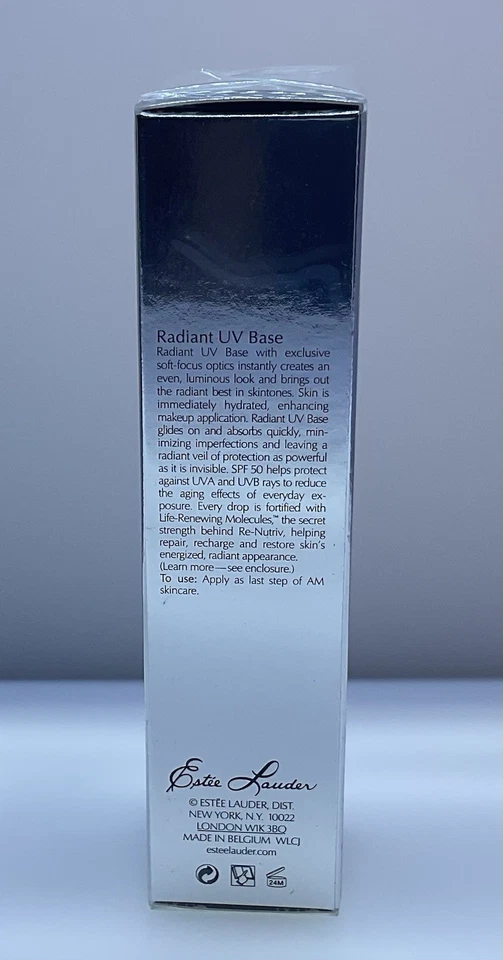 Radiant UV Base
Radiant UV Base with exclusive
soft-focus optics instantly creates an
even, luminous look and brings out
the radiant best in skintones. Skin is
immediately hydrated, enhancing
makeup application. Radiant UV Base
glides on and absorbs quickly, min-
imizing imperfections and leaving a
radiant veil of protection as powerful
as it is invisible. SPF 50 helps protect
against UVA and UVB rays to reduce
the aging effects of everyday ex-
posure. Every drop is fortified with
Life-Renewing Molecules,™ the secret
strength behind Re-Nutriv, helping
repair, recharge and restore skin's
energized, radiant appearance.
(Learn more—see enclosure.)
To use: Apply as last step of AM
skincare.
Estée Lauder
© ESTÉE LAUDER, DIST.
NEW YORK, N.Y. 10022
LONDON W1K 3BQ
MADE IN BELGIUM WLCJ
esteelauder.com
24M